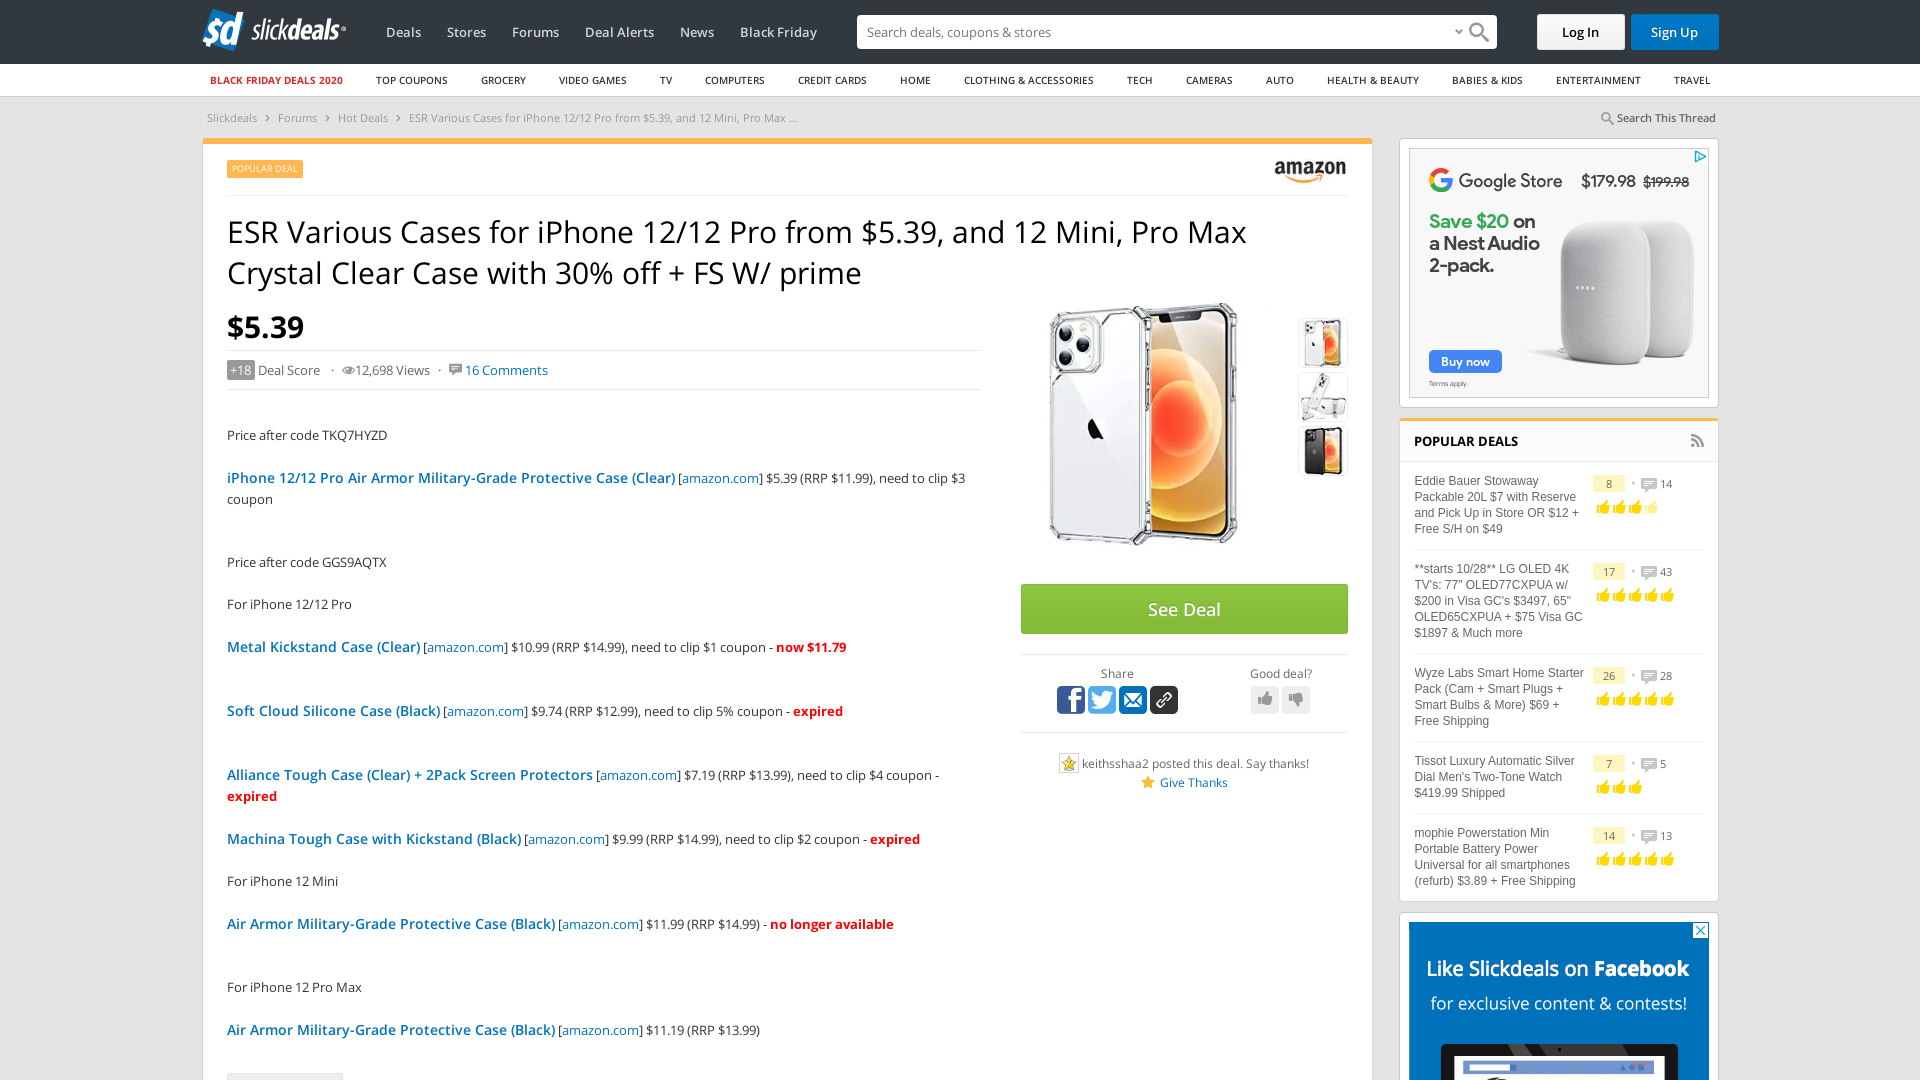 slickdeals
Deals
Stores
Forums
Deal Alerts
News
Black Friday
Search deals, coupons & stores
Log In
Sign Up
BLACK FRIDAY DEALS 2020
TOP COUPONS
GROCERY
VIDEO GAMES
TV
COMPUTERS
CREDIT CARDS
HOME
CLOTHING & ACCESSORIES
TECH
CAMERAS
AUTO
HEALTH & BEAUTY
BABIES & KIDS
ENTERTAINMENT
TRAVEL
Slickdeals > Forums > Hot Deals > ESR Various Cases for iPhone 12/12 Pro from $5.39, and 12 Mini, Pro Max ...
Search This Thread
POPULAR DEAL
amazon
ESR Various Cases for iPhone 12/12 Pro from $5.39, and 12 Mini, Pro Max
Crystal Clear Case with 30% off + FS W/ prime
$5.39
+18 Deal Score · 12,698 Views · 16 Comments
Price after code TKQ7HYZD
iPhone 12/12 Pro Air Armor Military-Grade Protective Case (Clear) [amazon.com] $5.39 (RRP $11.99), need to clip $3
coupon
Price after code GGS9AQTX
For iPhone 12/12 Pro
Metal Kickstand Case (Clear) [amazon.com] $10.99 (RRP $14.99), need to clip $1 coupon - now $11.79
Soft Cloud Silicone Case (Black) [amazon.com] $9.74 (RRP $12.99), need to clip 5% coupon - expired
Alliance Tough Case (Clear) + 2Pack Screen Protectors [amazon.com] $7.19 (RRP $13.99), need to clip $4 coupon -
expired
Machina Tough Case with Kickstand (Black) [amazon.com] $9.99 (RRP $14.99), need to clip $2 coupon - expired
For iPhone 12 Mini
Air Armor Military-Grade Protective Case (Black) [amazon.com] $11.99 (RRP $14.99) - no longer available
For iPhone 12 Pro Max
Air Armor Military-Grade Protective Case (Black) [amazon.com] $11.19 (RRP $13.99)
See Deal
Share
Good deal?
keithsshaa2 posted this deal. Say thanks!
Give Thanks
Google Store $179.98 $199.98
Save $20 on
a Nest Audio
2-pack.
Buy now
Terms apply.
POPULAR DEALS
Eddie Bauer Stowaway
Packable 20L $7 with Reserve
and Pick Up in Store OR $12 +
Free S/H on $49
8 • 14
**starts 10/28** LG OLED 4K
TV's: 77" OLED77CXPUA w/
$200 in Visa GC's $3497, 65"
OLED65CXPUA + $75 Visa GC
$1897 & Much more
17 • 43
Wyze Labs Smart Home Starter
Pack (Cam + Smart Plugs +
Smart Bulbs & More) $69 +
Free Shipping
26 • 28
Tissot Luxury Automatic Silver
Dial Men's Two-Tone Watch
$419.99 Shipped
7 • 5
mophie Powerstation Min
Portable Battery Power
Universal for all smartphones
(refurb) $3.89 + Free Shipping
14 • 13
Like Slickdeals on Facebook
for exclusive content & contests!